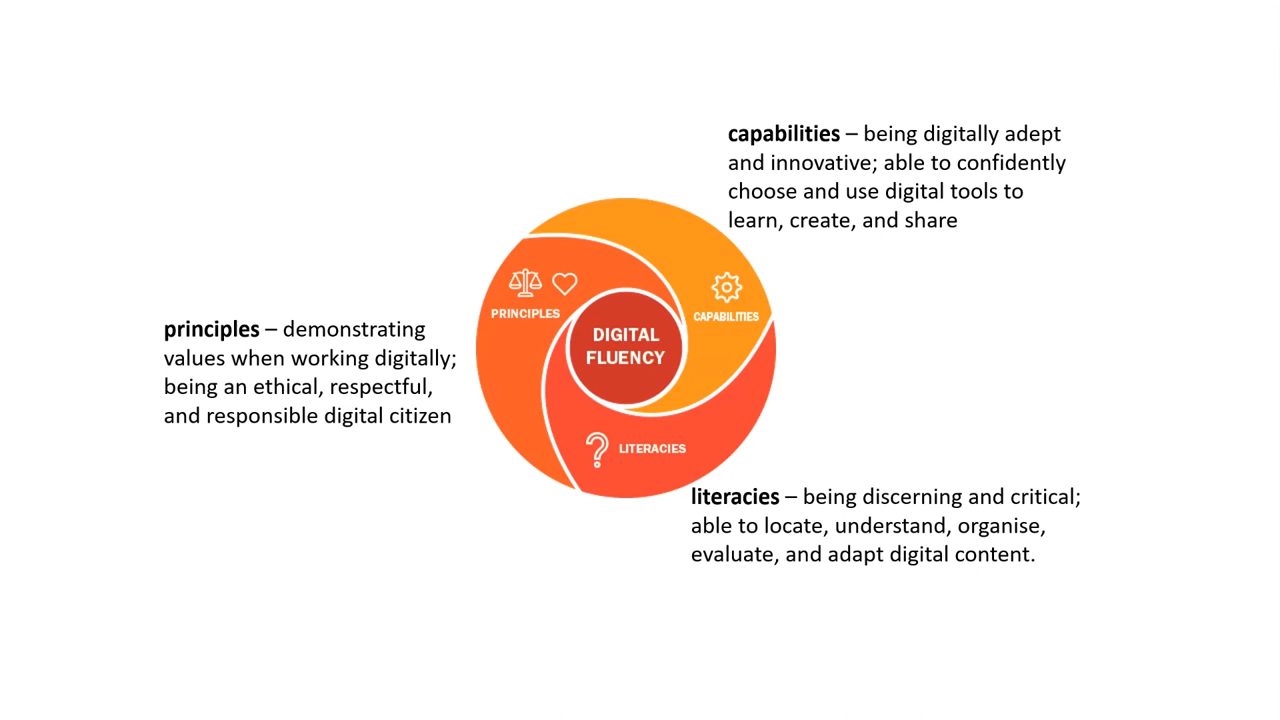 capabilities – being digitally adept
and innovative; able to confidently
choose and use digital tools to
learn, create, and share
PRINCIPLES
CAPABILITIES
DIGITAL
FLUENCY
principles – demonstrating
values when working digitally;
being an ethical, respectful,
and responsible digital citizen
LITERACIES
literacies – being discerning and critical;
able to locate, understand, organise,
evaluate, and adapt digital content.